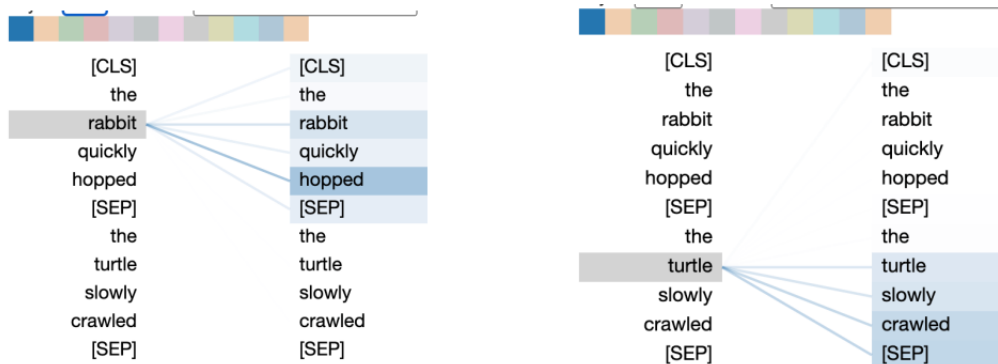 [CLS] [CLS]
the the
rabbit rabbit
quickly quickly
hopped hopped
[SEP] [SEP]
the the
turtle turtle
slowly slowly
crawled crawled
[SEP] [SEP]
[CLS] [CLS]
the the
rabbit rabbit
quickly quickly
hopped hopped
[SEP] [SEP]
the the
turtle turtle
slowly slowly
crawled crawled
[SEP] [SEP]